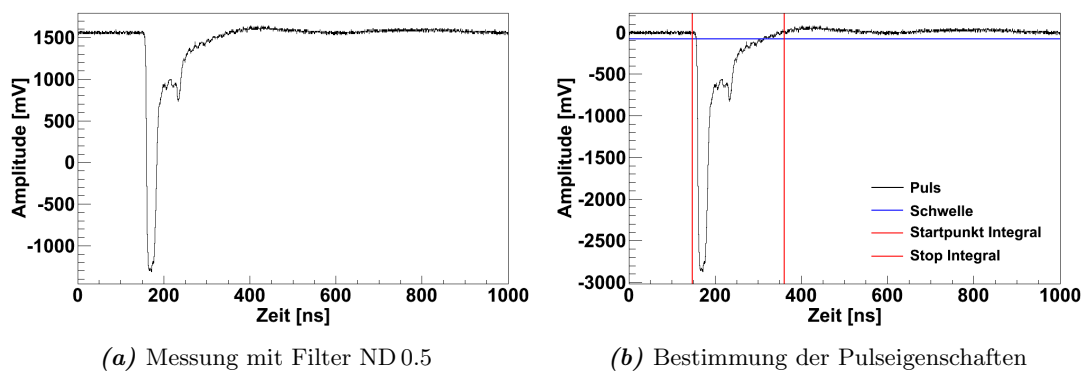 Amplitude [mV]
1500
1000
500
0
-500
-1000
0
200
400
600
800
1000
Zeit [ns]
(a) Messung mit Filter ND 0.5
Amplitude [mV]
0
-500
-1000
-1500
-2000
-2500
-3000
0
200
400
600
800
1000
Zeit [ns]
Puls
Schwelle
Startpunkt Integral
Stop Integral
(b) Bestimmung der Pulseigenschaften